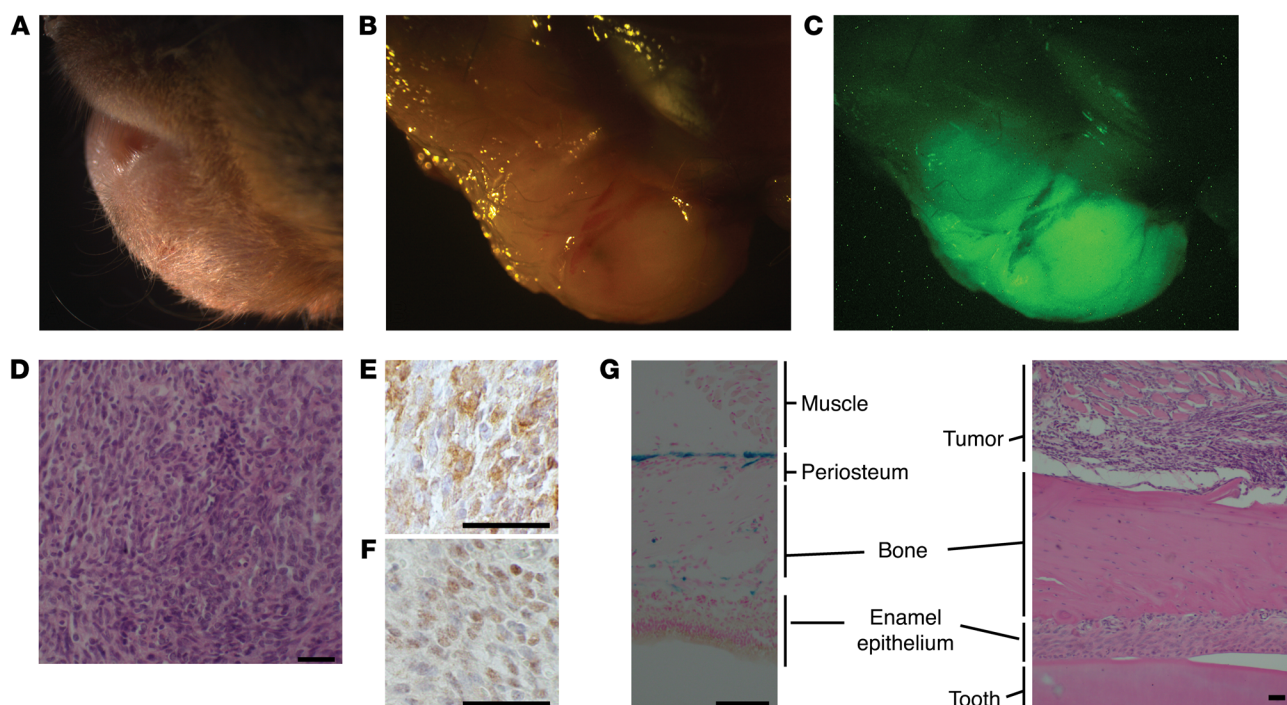 A
B
C
D
E
F
G
Muscle
Periosteum
Tumor
Bone
Enamel
epithelium
Tooth